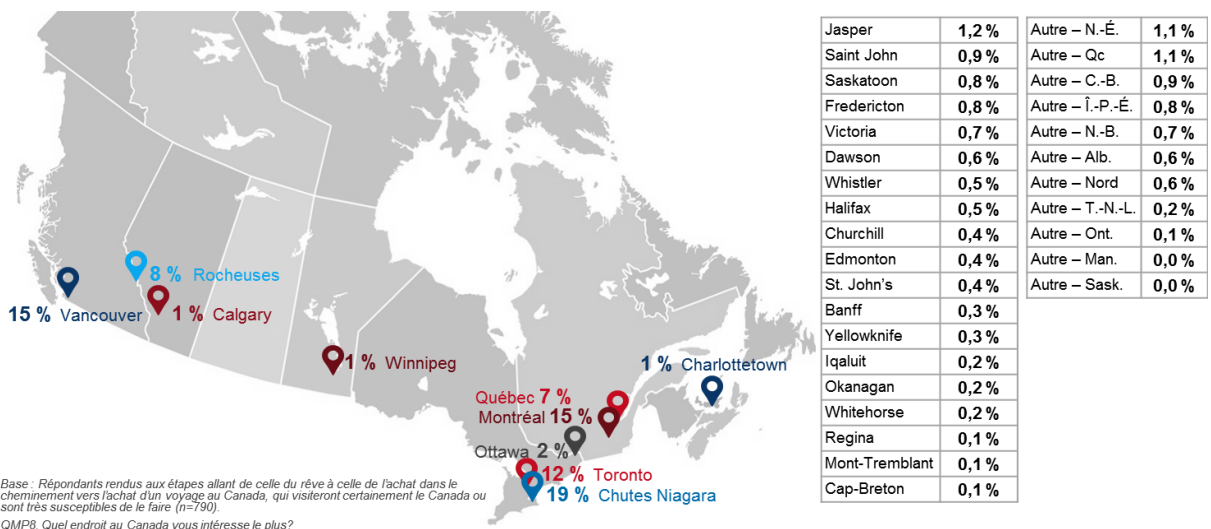 8 % Rocheuses
15 % Vancouver
1 % Calgary
1 % Winnipeg
1 % Charlottetown
Québec 7 %
Montréal 15 %
Ottawa 2 %
12 % Toronto
19 % Chutes Niagara
Jasper 1,2 %
Saint John 0,9 %
Saskatoon 0,8 %
Fredericton 0,8 %
Victoria 0,7 %
Dawson 0,6 %
Whistler 0,5 %
Halifax 0,5 %
Churchill 0,4 %
Edmonton 0,4 %
St. John’s 0,4 %
Banff 0,3 %
Yellowknife 0,3 %
Iqaluit 0,2 %
Okanagan 0,2 %
Whitehorse 0,2 %
Regina 0,1 %
Mont-Tremblant 0,1 %
Cap-Breton 0,1 %
Autre – N.-É. 1,1 %
Autre – Qc 1,1 %
Autre – C.-B. 0,9 %
Autre – Î.-P.-É. 0,8 %
Autre – N.-B. 0,7 %
Autre – Alb. 0,6 %
Autre – Nord 0,6 %
Autre – T.-N.-L. 0,2 %
Autre – Ont. 0,1 %
Autre – Man. 0,0 %
Autre – Sask. 0,0 %
Base : Répondants rendus aux étapes allant de celle du rêve à celle de l'achat dans le
cheminement vers l'achat d'un voyage au Canada, qui visiteront certainement le Canada ou
sont très susceptibles de le faire (n=790).
QMP8. Quel endroit au Canada vous intéresse le plus?